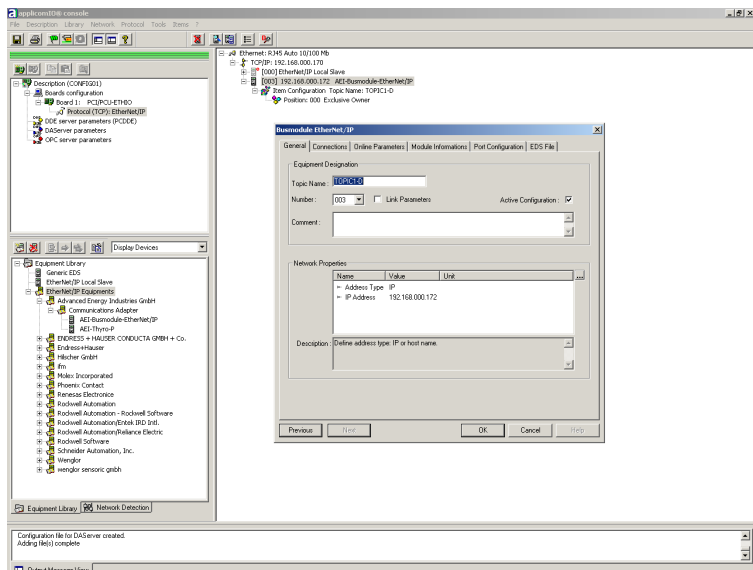 applicomIO® console
File Description Library Network Protocol Tools Items ?
Description (CONFIG01)
Boards configuration
Board 1: PCI/PCU-ETHIO
Protocol (TCP): EtherNet/IP
DDE server parameters (PCDDE)
DAServer parameters
OPC server parameters
Display Devices
Equipment Library
Generic EDS
EtherNet/IP Local Slave
EtherNet/IP Equipments
Advanced Energy Industries GmbH
Communications Adapter
AEI-Busmodule-EtherNet/IP
AEI-Thyro-P
ENDRESS + HAUSER CONDUCTA GMBH + Co.
Endress+Hauser
Hilscher GmbH
ifm
Molex Incorporated
Phoenix Contact
Renesas Electronics
Rockwell Automation
Rockwell Automation - Rockwell Software
Rockwell Automation/Entek IRD Intl.
Rockwell Automation/Reliance Electric
Rockwell Software
Schneider Automation, Inc.
Wenglor
wenglor sensoric gmbh
Equipment Library Network Detection
Ethernet: RJ45 Auto 10/100 Mb
TCP/IP: 192.168.000.170
[000] EtherNet/IP Local Slave
[003] 192.168.000.172 AEI-Busmodule-EtherNet/IP
Item Configuration Topic Name: TOPIC1-D
Position: 000 Exclusive Owner
Busmodule EtherNet/IP
General Connections Online Parameters Module Informations Port Configuration EDS File
Equipment Designation
Topic Name : TOPIC1-D
Number : 003 Link Parameters Active Configuration :
Comment :
Network Properties
Name Value Unit
Address Type IP
IP Address 192.168.000.172
...
Description : Define address type: IP or host name.
Previous Next OK Cancel Help
Configuration file for DAServer created.
Adding file(s) complete
Output Message View